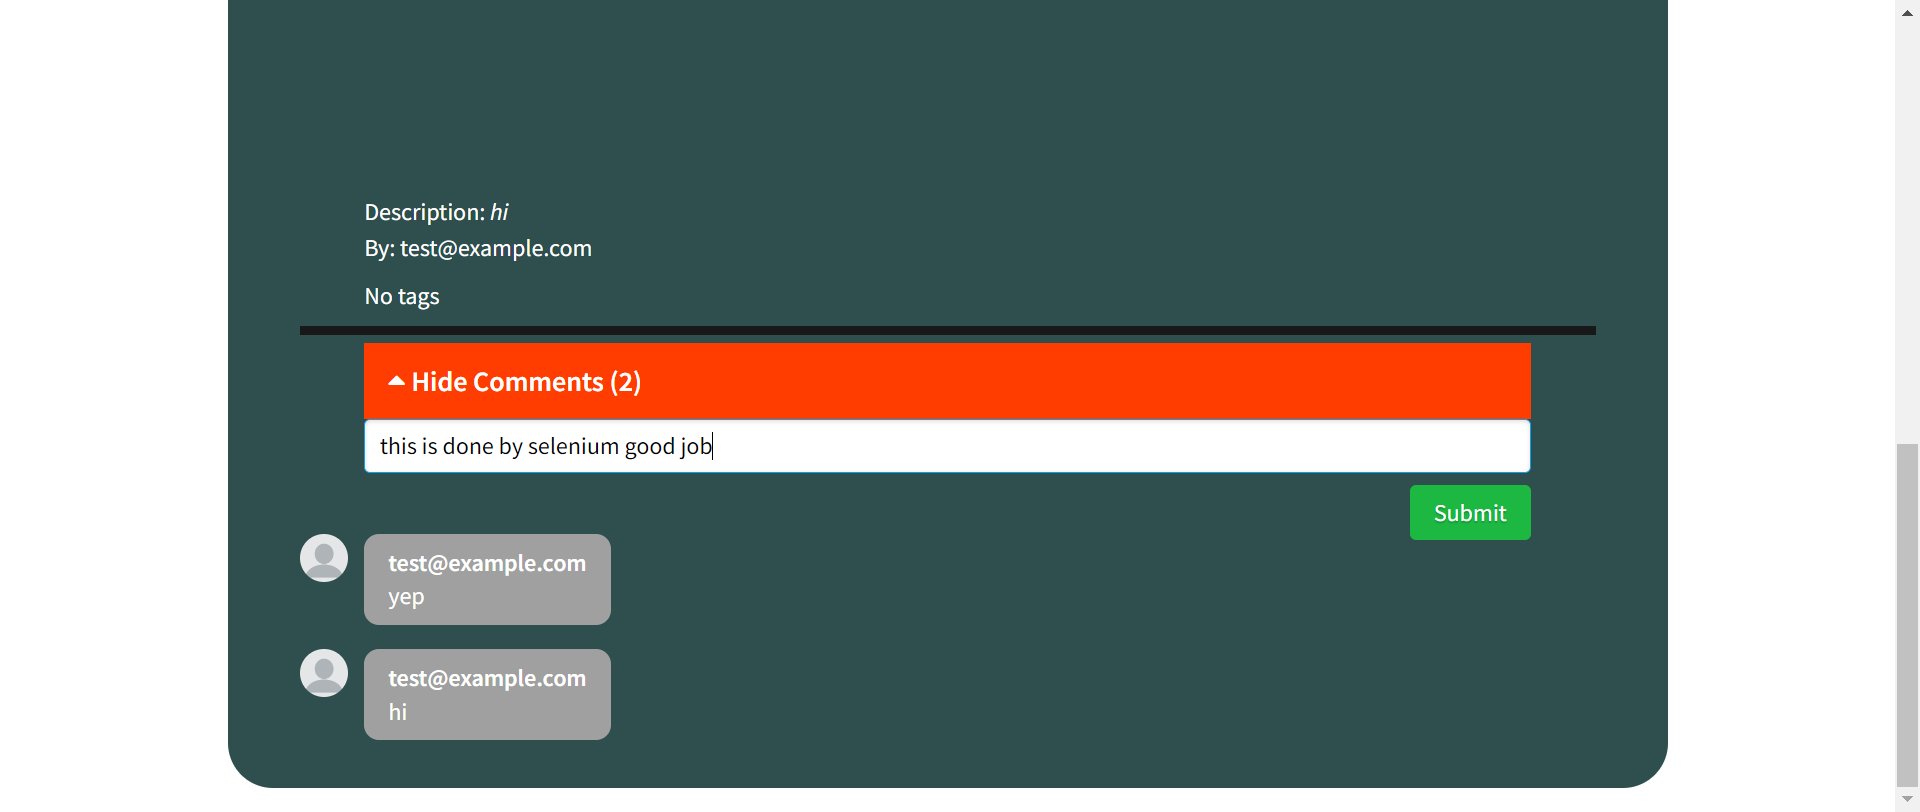 Description: hi
By: test@example.com
No tags
Hide Comments (2)
this is done by selenium good job
Submit
test@example.com
yep
test@example.com
hi